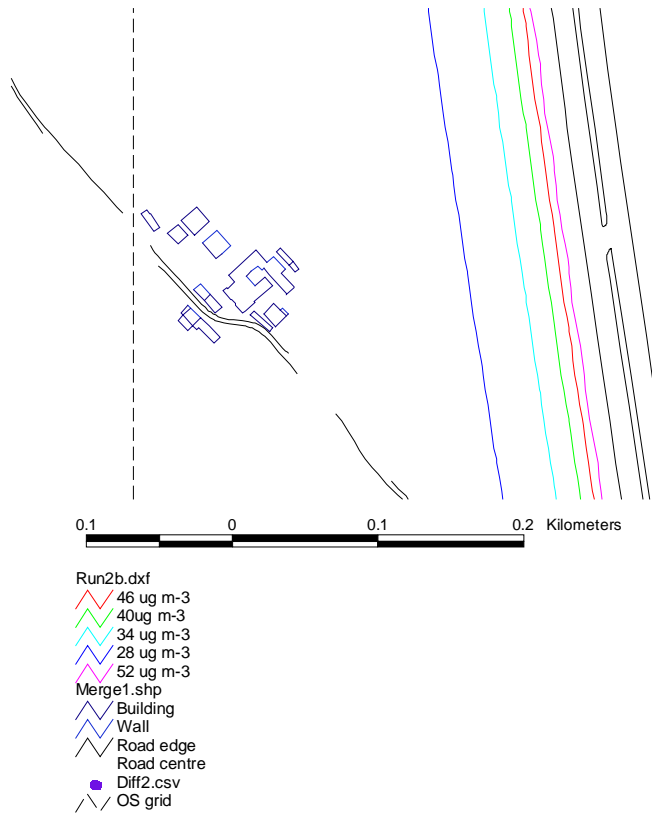 0.1 0 0.1 0.2 Kilometers
Run2b.dxf
46 ug m-3
40ug m-3
34 ug m-3
28 ug m-3
52 ug m-3
Merge1.shp
Building
Wall
Road edge
Road centre
Diff2.csv
OS grid